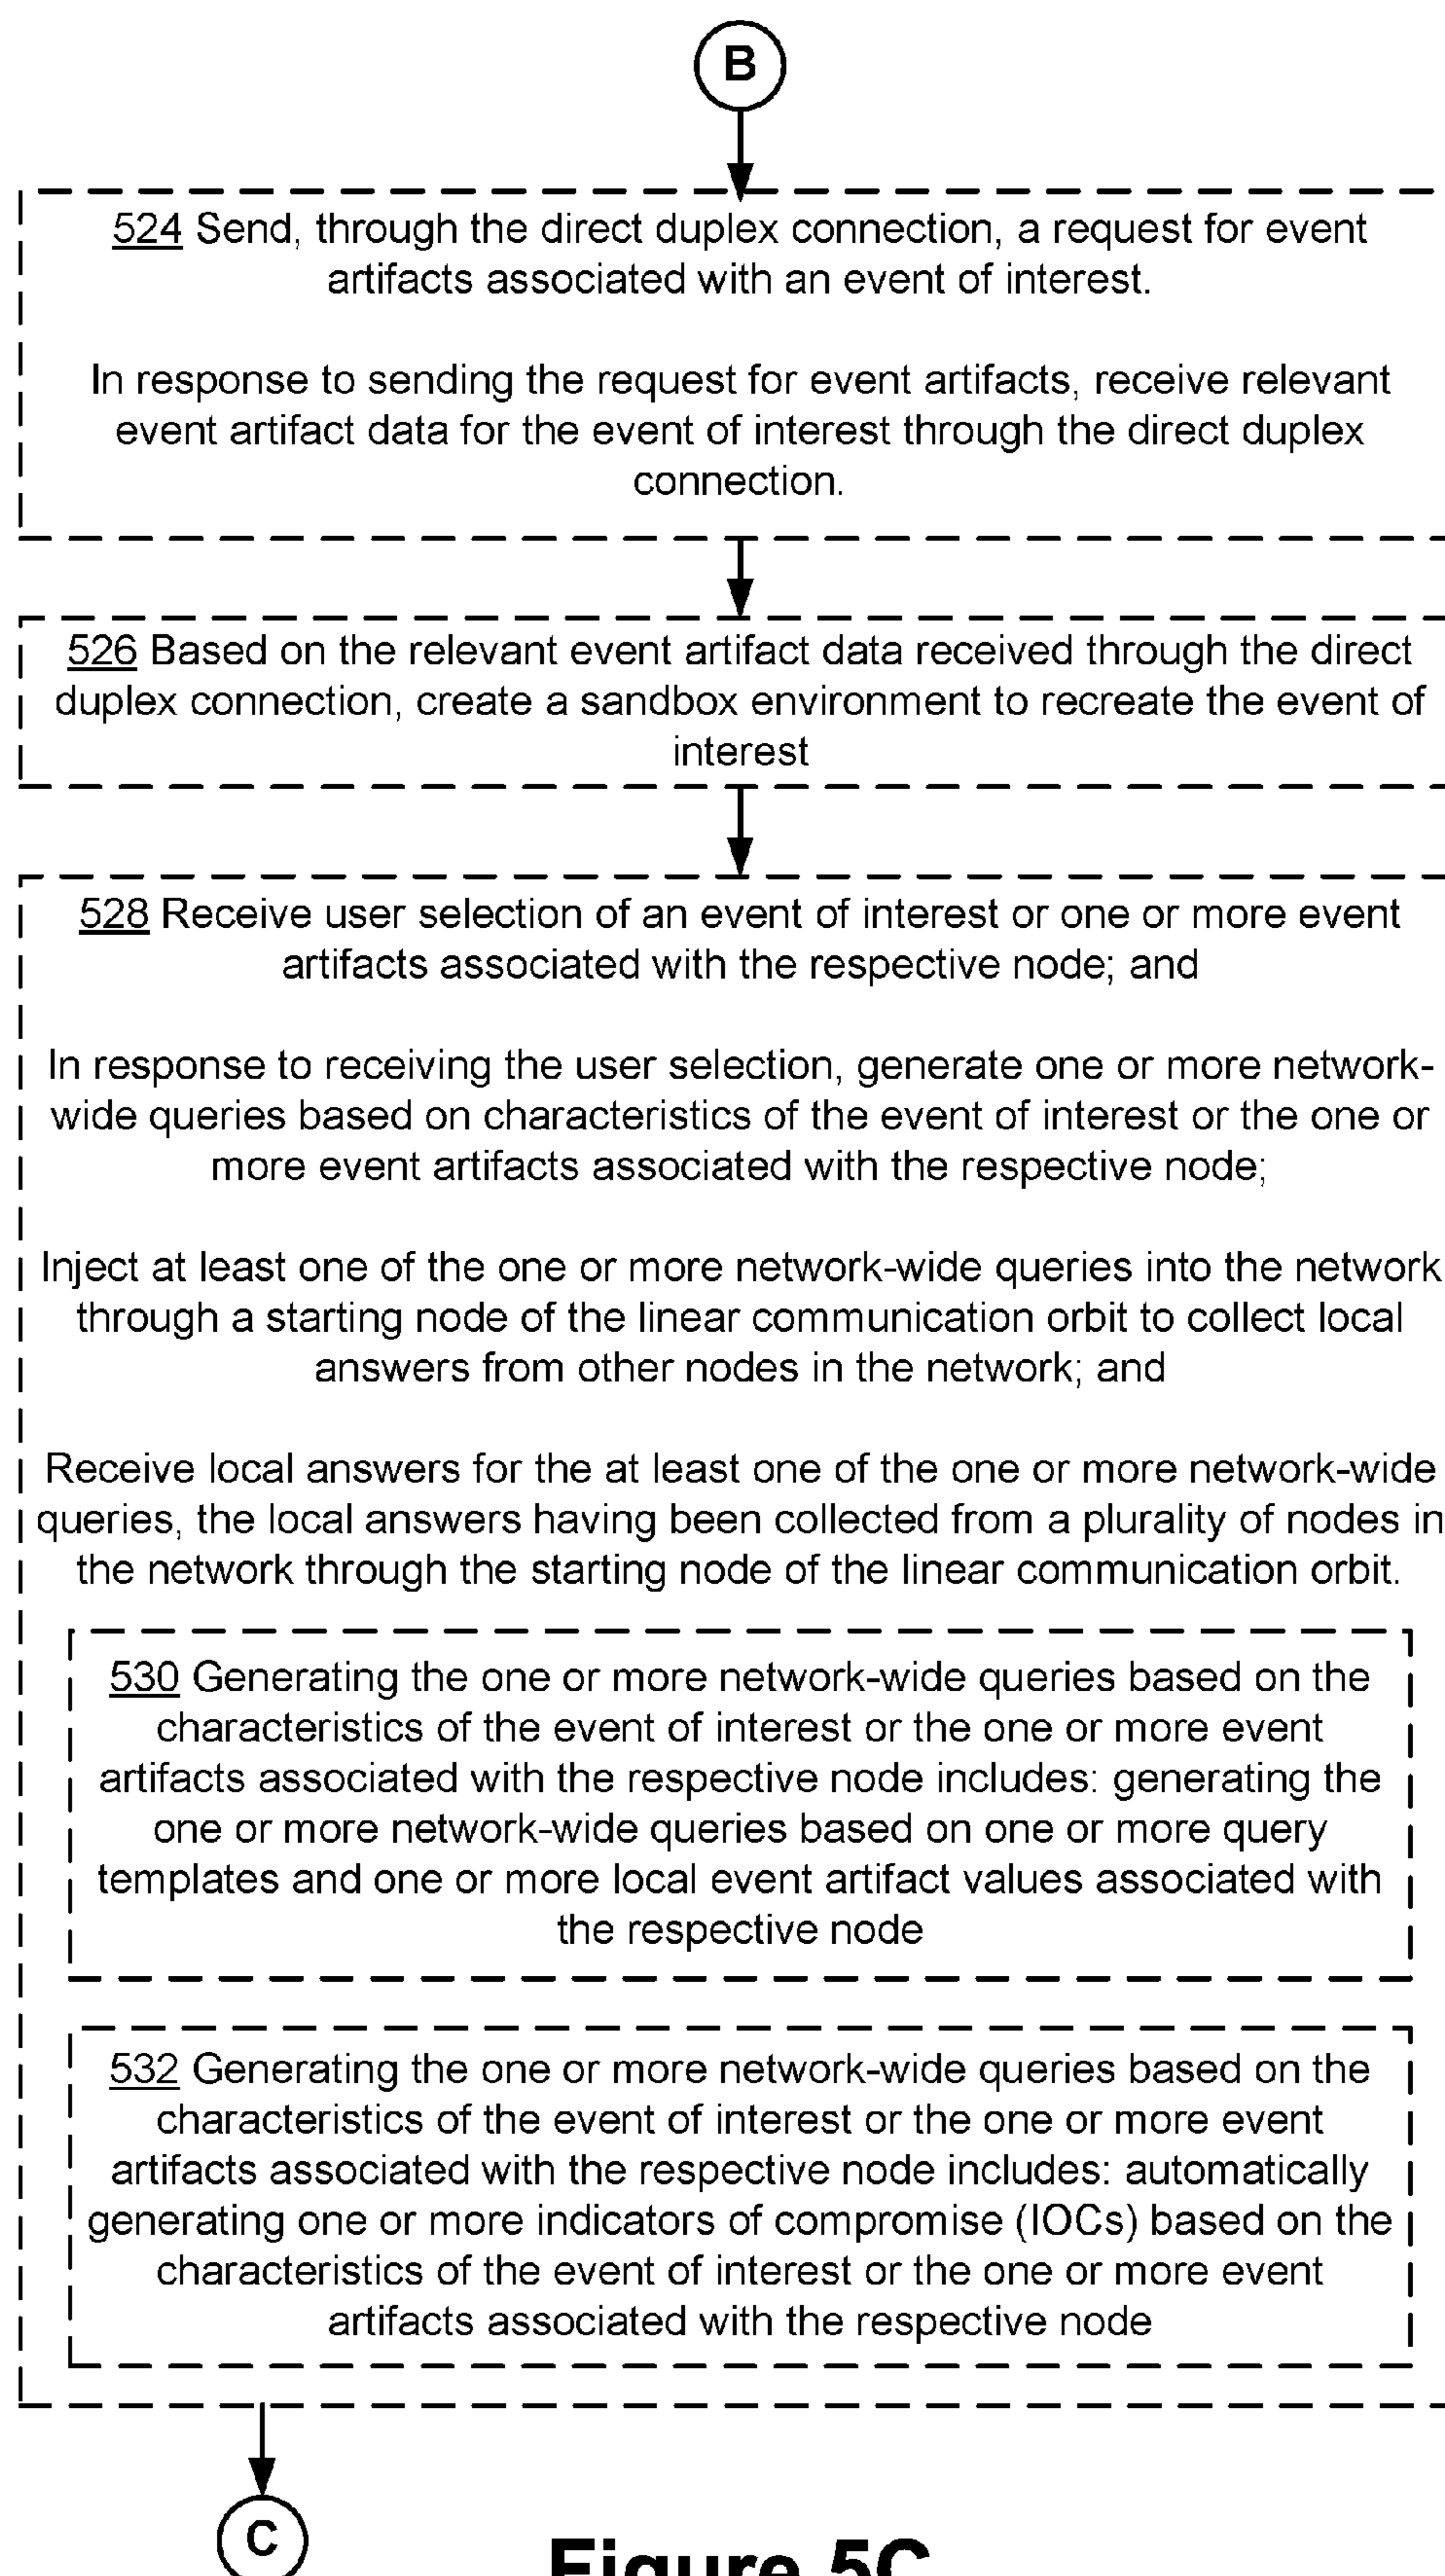 B
524 Send, through the direct duplex connection, a request for event
artifacts associated with an event of interest.
In response to sending the request for event artifacts, receive relevant
event artifact data for the event of interest through the direct duplex
connection.
526 Based on the relevant event artifact data received through the direct
duplex connection, create a sandbox environment to recreate the event of
interest
528 Receive user selection of an event of interest or one or more event
artifacts associated with the respective node; and
In response to receiving the user selection, generate one or more network-
wide queries based on characteristics of the event of interest or the one or
more event artifacts associated with the respective node;
Inject at least one of the one or more network-wide queries into the network
through a starting node of the linear communication orbit to collect local
answers from other nodes in the network; and
Receive local answers for the at least one of the one or more network-wide
queries, the local answers having been collected from a plurality of nodes in
the network through the starting node of the linear communication orbit.
530 Generating the one or more network-wide queries based on the
characteristics of the event of interest or the one or more event
artifacts associated with the respective node includes: generating the
one or more network-wide queries based on one or more query
templates and one or more local event artifact values associated with
the respective node
532 Generating the one or more network-wide queries based on the
characteristics of the event of interest or the one or more event
artifacts associated with the respective node includes: automatically
generating one or more indicators of compromise (IOCs) based on the
characteristics of the event of interest or the one or more event
artifacts associated with the respective node
C
Figure 5C